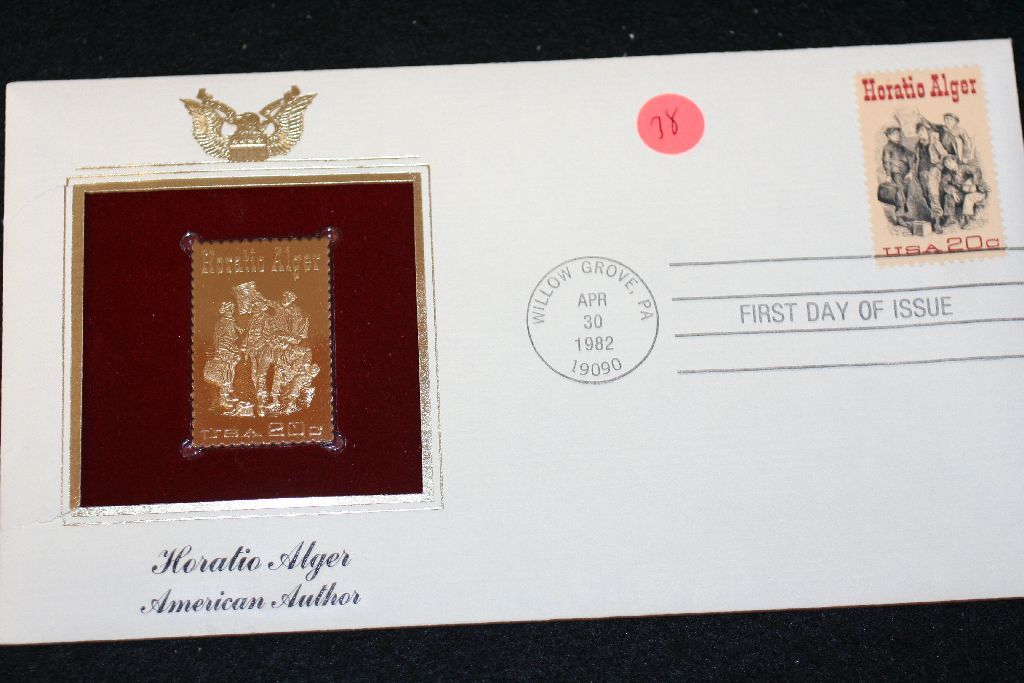 Horatio Alger
USA 20c
Horatio Alger
American Author
38
Horatio Alger
USA 20c
WILLOW GROVE, PA
APR
30
1982
19090
FIRST DAY OF ISSUE